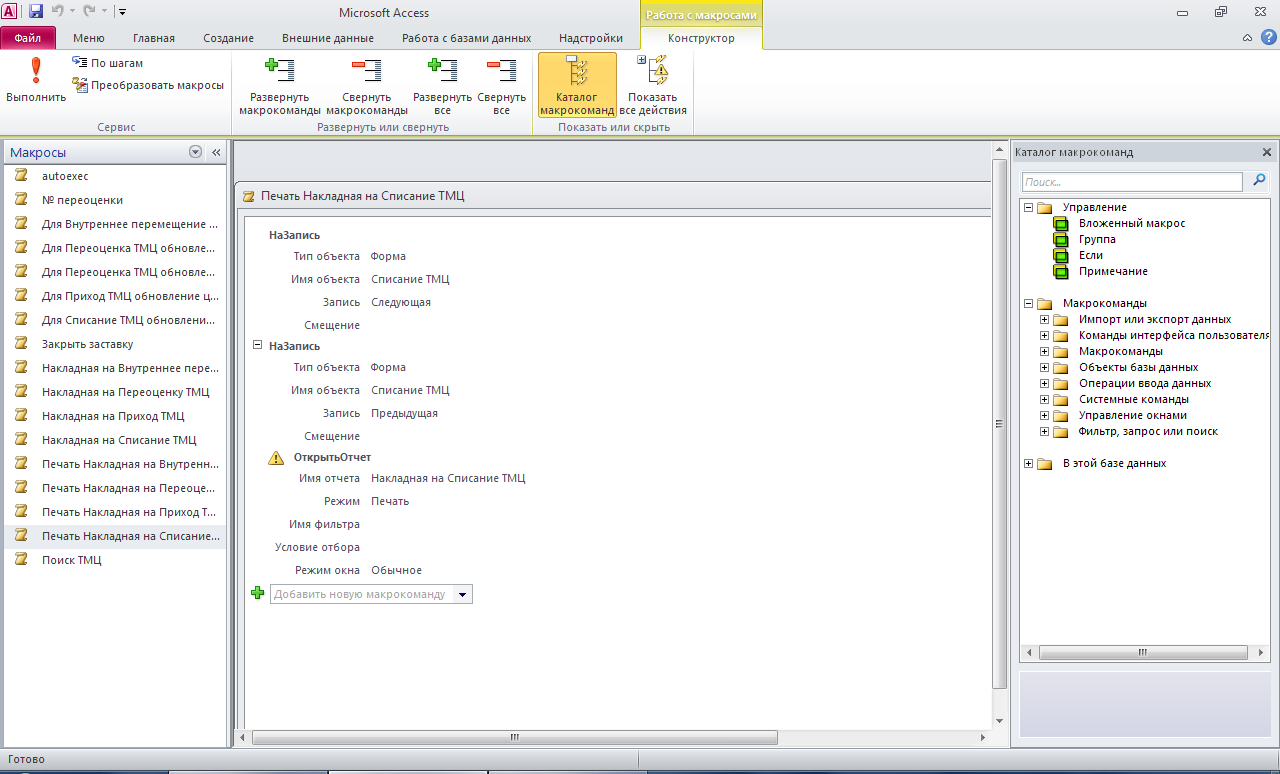 Microsoft Access
Работа с макросами
Файл
Меню
Главная
Создание
Внешние данные
Работа с базами данных
Надстройки
Конструктор
Выполнить
По шагам
Преобразовать макросы
Сервис
Развернуть макрокоманды
Свернуть макрокоманды
Развернуть все
Свернуть все
Развернуть или свернуть
Каталог макрокоманд
Показать все действия
Показать или скрыть
Макросы
autoexec
№ переоценки
Для Внутреннее перемещение ...
Для Переоценка ТМЦ обновле...
Для Переоценка ТМЦ обновле...
Для Приход ТМЦ обновление ц...
Для Списание ТМЦ обновлени...
Закрыть заставку
Накладная на Внутреннее пере...
Накладная на Переоценку ТМЦ
Накладная на Приход ТМЦ
Накладная на Списание ТМЦ
Печать Накладная на Внутренн...
Печать Накладная на Переоце...
Печать Накладная на Приход Т...
Печать Накладная на Списание...
Поиск ТМЦ
Печать Накладная на Списание ТМЦ
НаЗапись
Тип объекта Форма
Имя объекта Списание ТМЦ
Запись Следующая
Смещение
НаЗапись
Тип объекта Форма
Имя объекта Списание ТМЦ
Запись Предыдущая
Смещение
ОткрытьОтчет
Имя отчета Накладная на Списание ТМЦ
Режим Печать
Имя фильтра
Условие отбора
Режим окна Обычное
Добавить новую макрокоманду
Каталог макрокоманд
Поиск...
Управление
Вложенный макрос
Группа
Если
Примечание
Макрокоманды
Импорт или экспорт данных
Команды интерфейса пользователя
Макрокоманды
Объекты базы данных
Операции ввода данных
Системные команды
Управление окнами
Фильтр, запрос или поиск
В этой базе данных
Готово